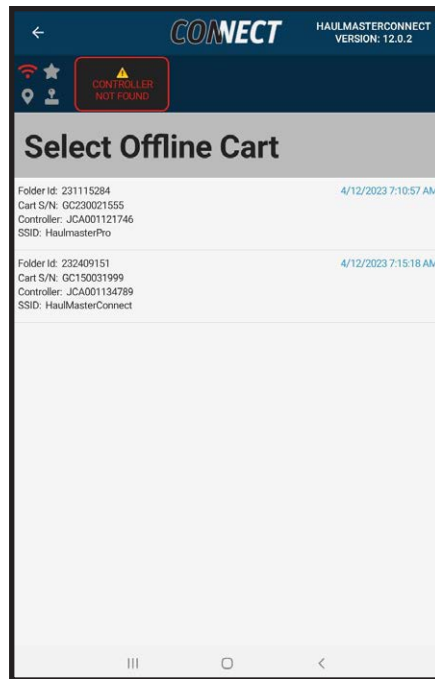 CONNECT
HAULMASTERCONNECT
VERSION: 12.0.2
CONTROLLER
NOT FOUND
Select Offline Cart
Folder Id: 231115284
4/12/2023 7:10:57 AM
Cart S/N: GC230021555
Controller: JCA001121746
SSID: HaulmasterPro
Folder Id: 232409151
4/12/2023 7:15:18 AM
Cart S/N: GC150031999
Controller: JCA001134789
SSID: HaulMasterConnect